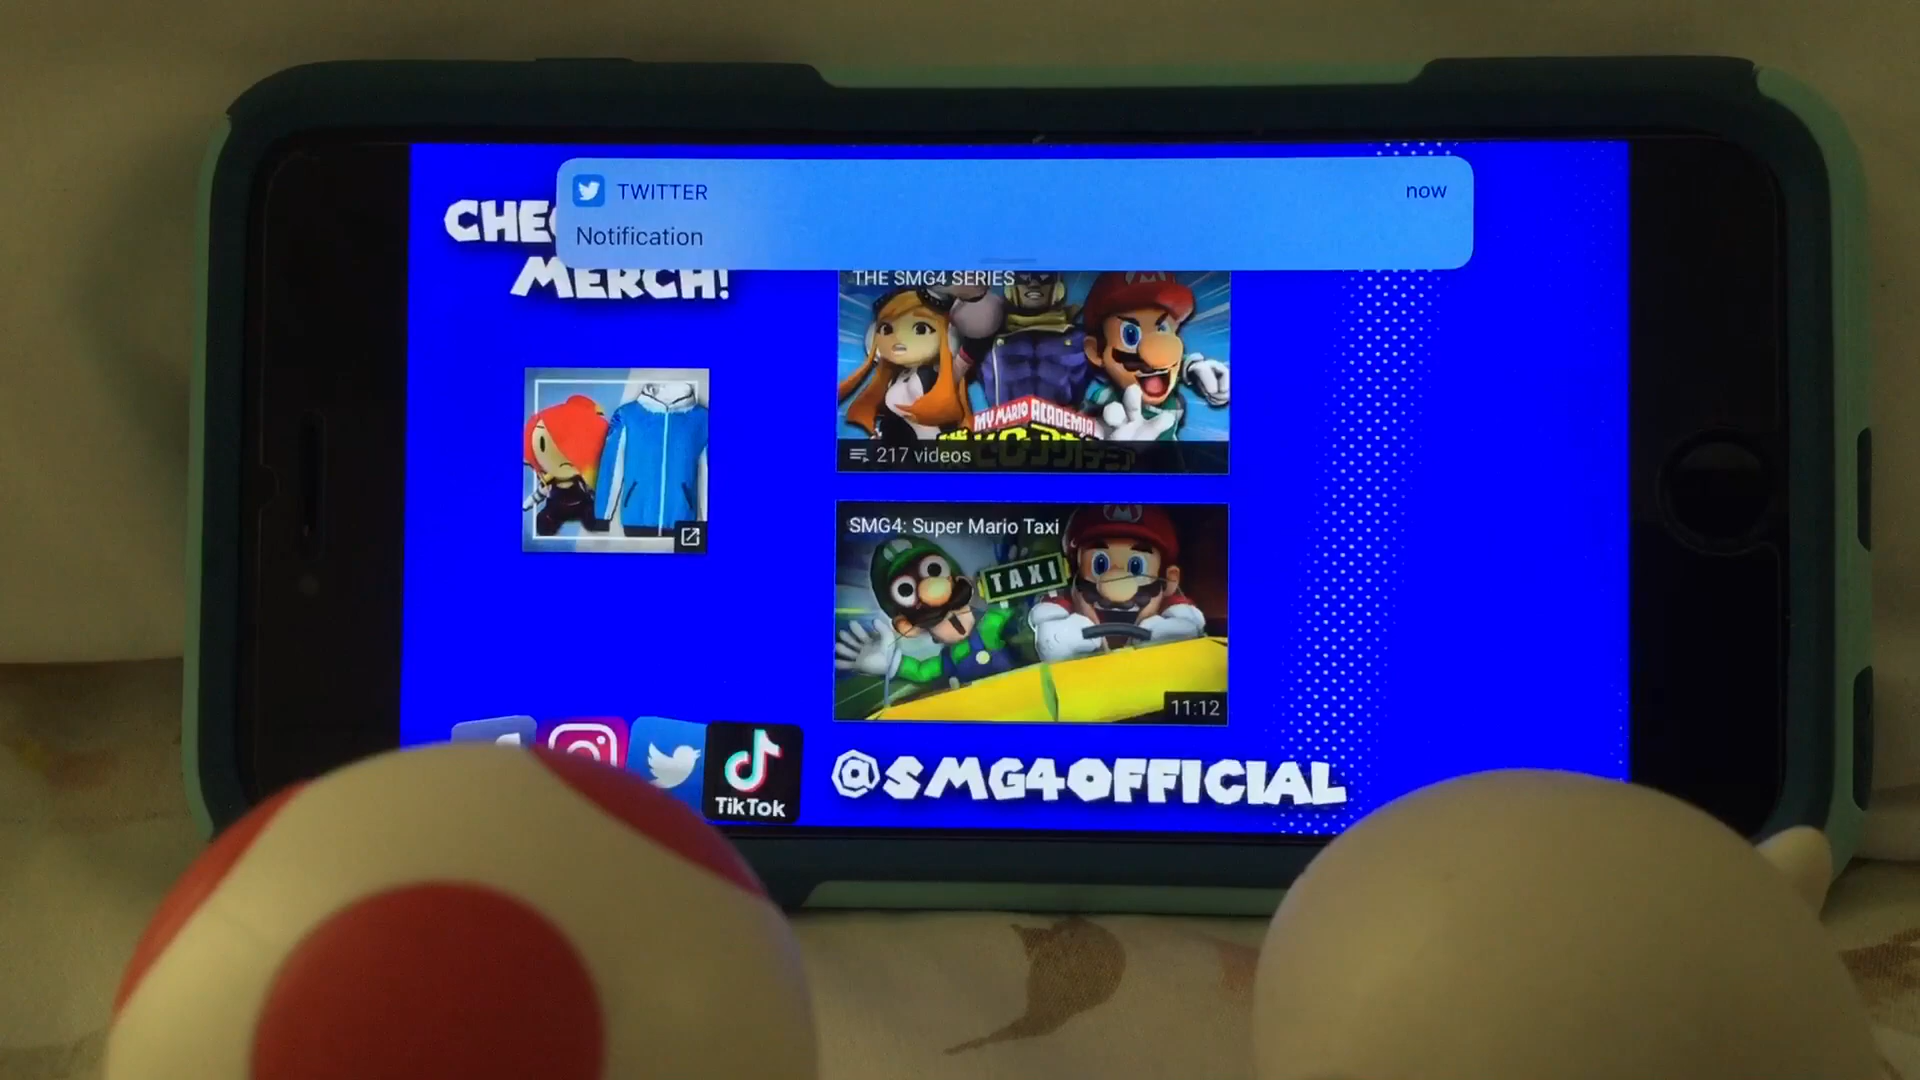 TWITTER
now
Notification
CHE
MERCH!
THE SMG4 SERIES
MY MARIO ACADEMIA
217 videos
SMG4: Super Mario Taxi
TAXI
11:12
TikTok
@SMG4OFFICIAL